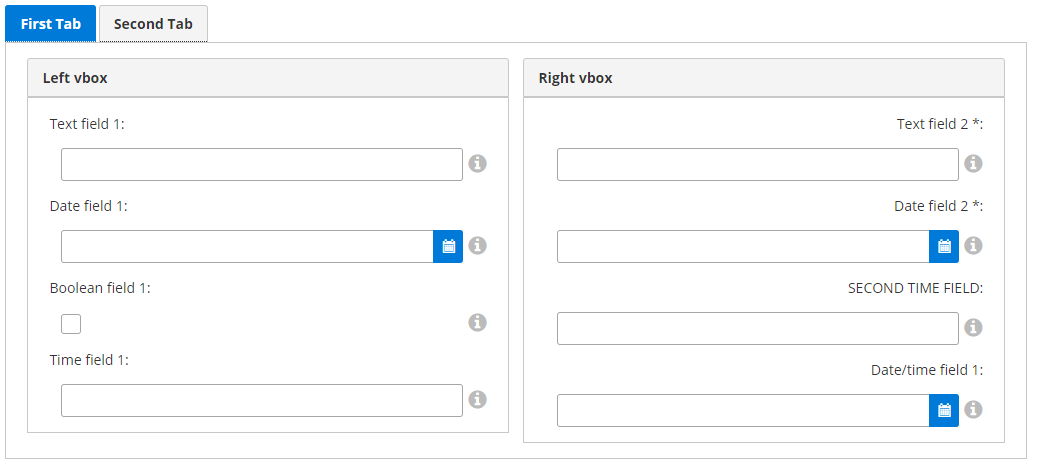 First Tab
Second Tab
Left vbox
Text field 1:
Date field 1:
Boolean field 1:
Time field 1:
Right vbox
Text field 2 *:
Date field 2 *:
SECOND TIME FIELD:
Date/time field 1: